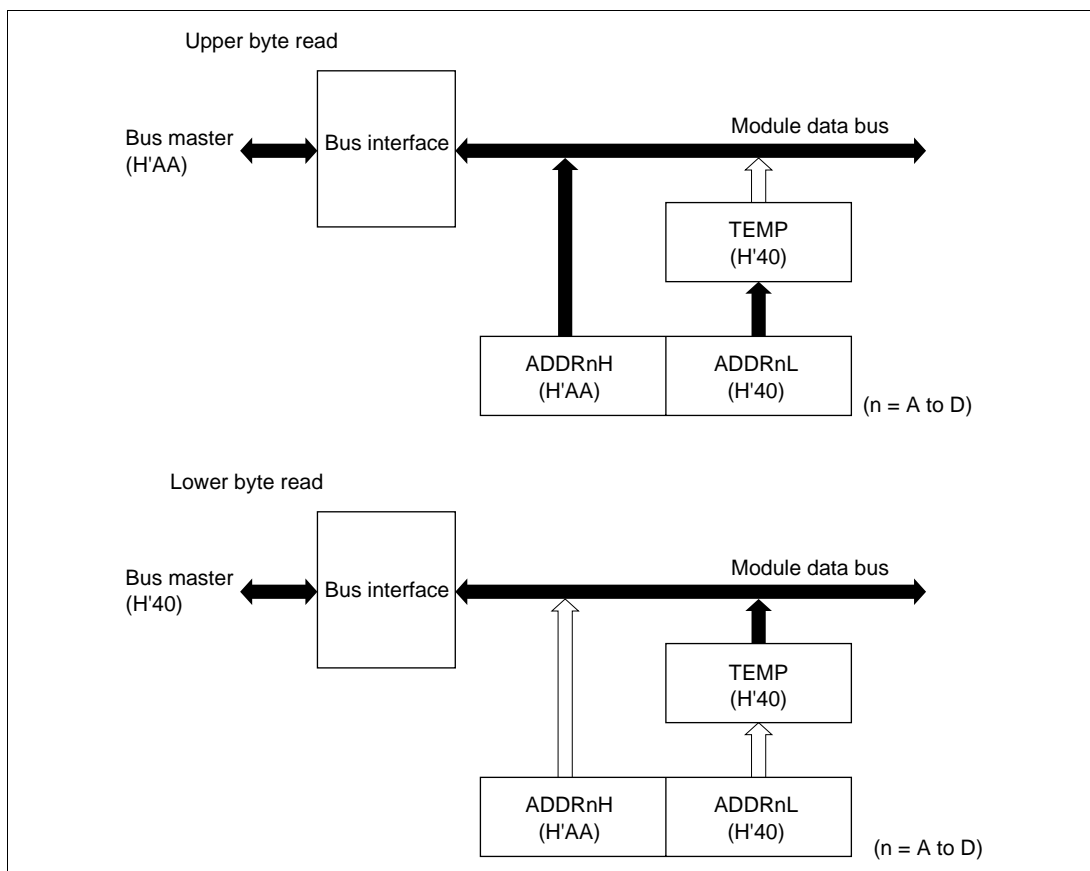 Upper byte read
Bus master
(H'AA)
Bus interface
Module data bus
TEMP
(H'40)
ADDRnH
(H'AA)
ADDRnL
(H'40)
(n = A to D)
Lower byte read
Bus master
(H'40)
Bus interface
Module data bus
TEMP
(H'40)
ADDRnH
(H'AA)
ADDRnL
(H'40)
(n = A to D)